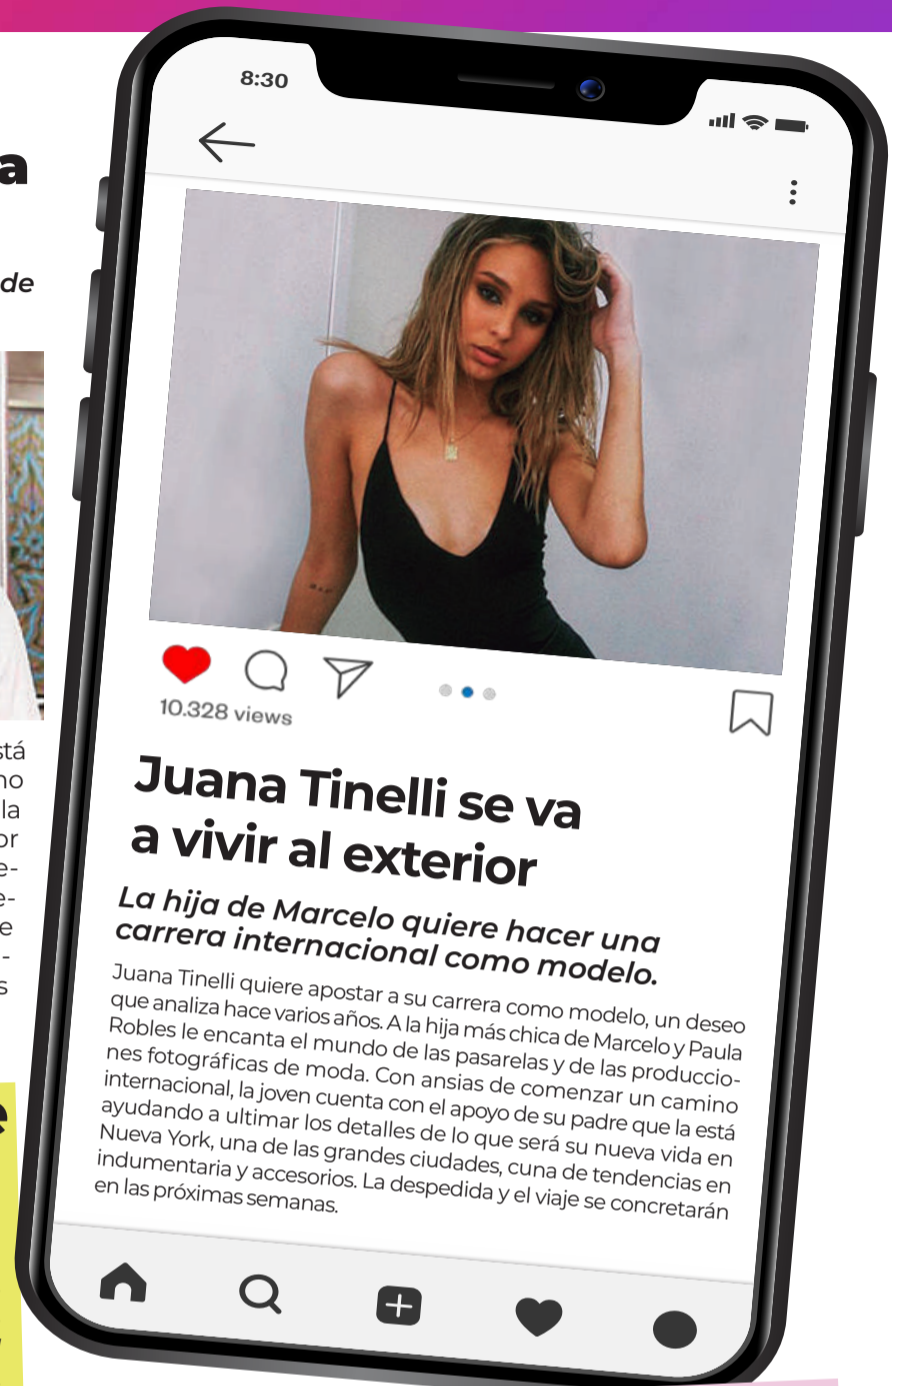 a
de
8:30
10.328 views
Juana Tinelli se va
a vivir al exterior
La hija de Marcelo quiere hacer una
carrera internacional como modelo.
Juana Tinelli quiere apostar a su carrera como modelo, un deseo
que analiza hace varios años. A la hija más chica de Marcelo y Paula
Robles le encanta el mundo de las pasarelas y de las produccio-
nes fotográficas de moda. Con ansias de comenzar un camino
internacional, la joven cuenta con el apoyo de su padre que la está
ayudando a ultimar los detalles de lo que será su nueva vida en
Nueva York, una de las grandes ciudades, cuna de tendencias en
indumentaria y accesorios. La despedida y el viaje se concretarán
en las próximas semanas.